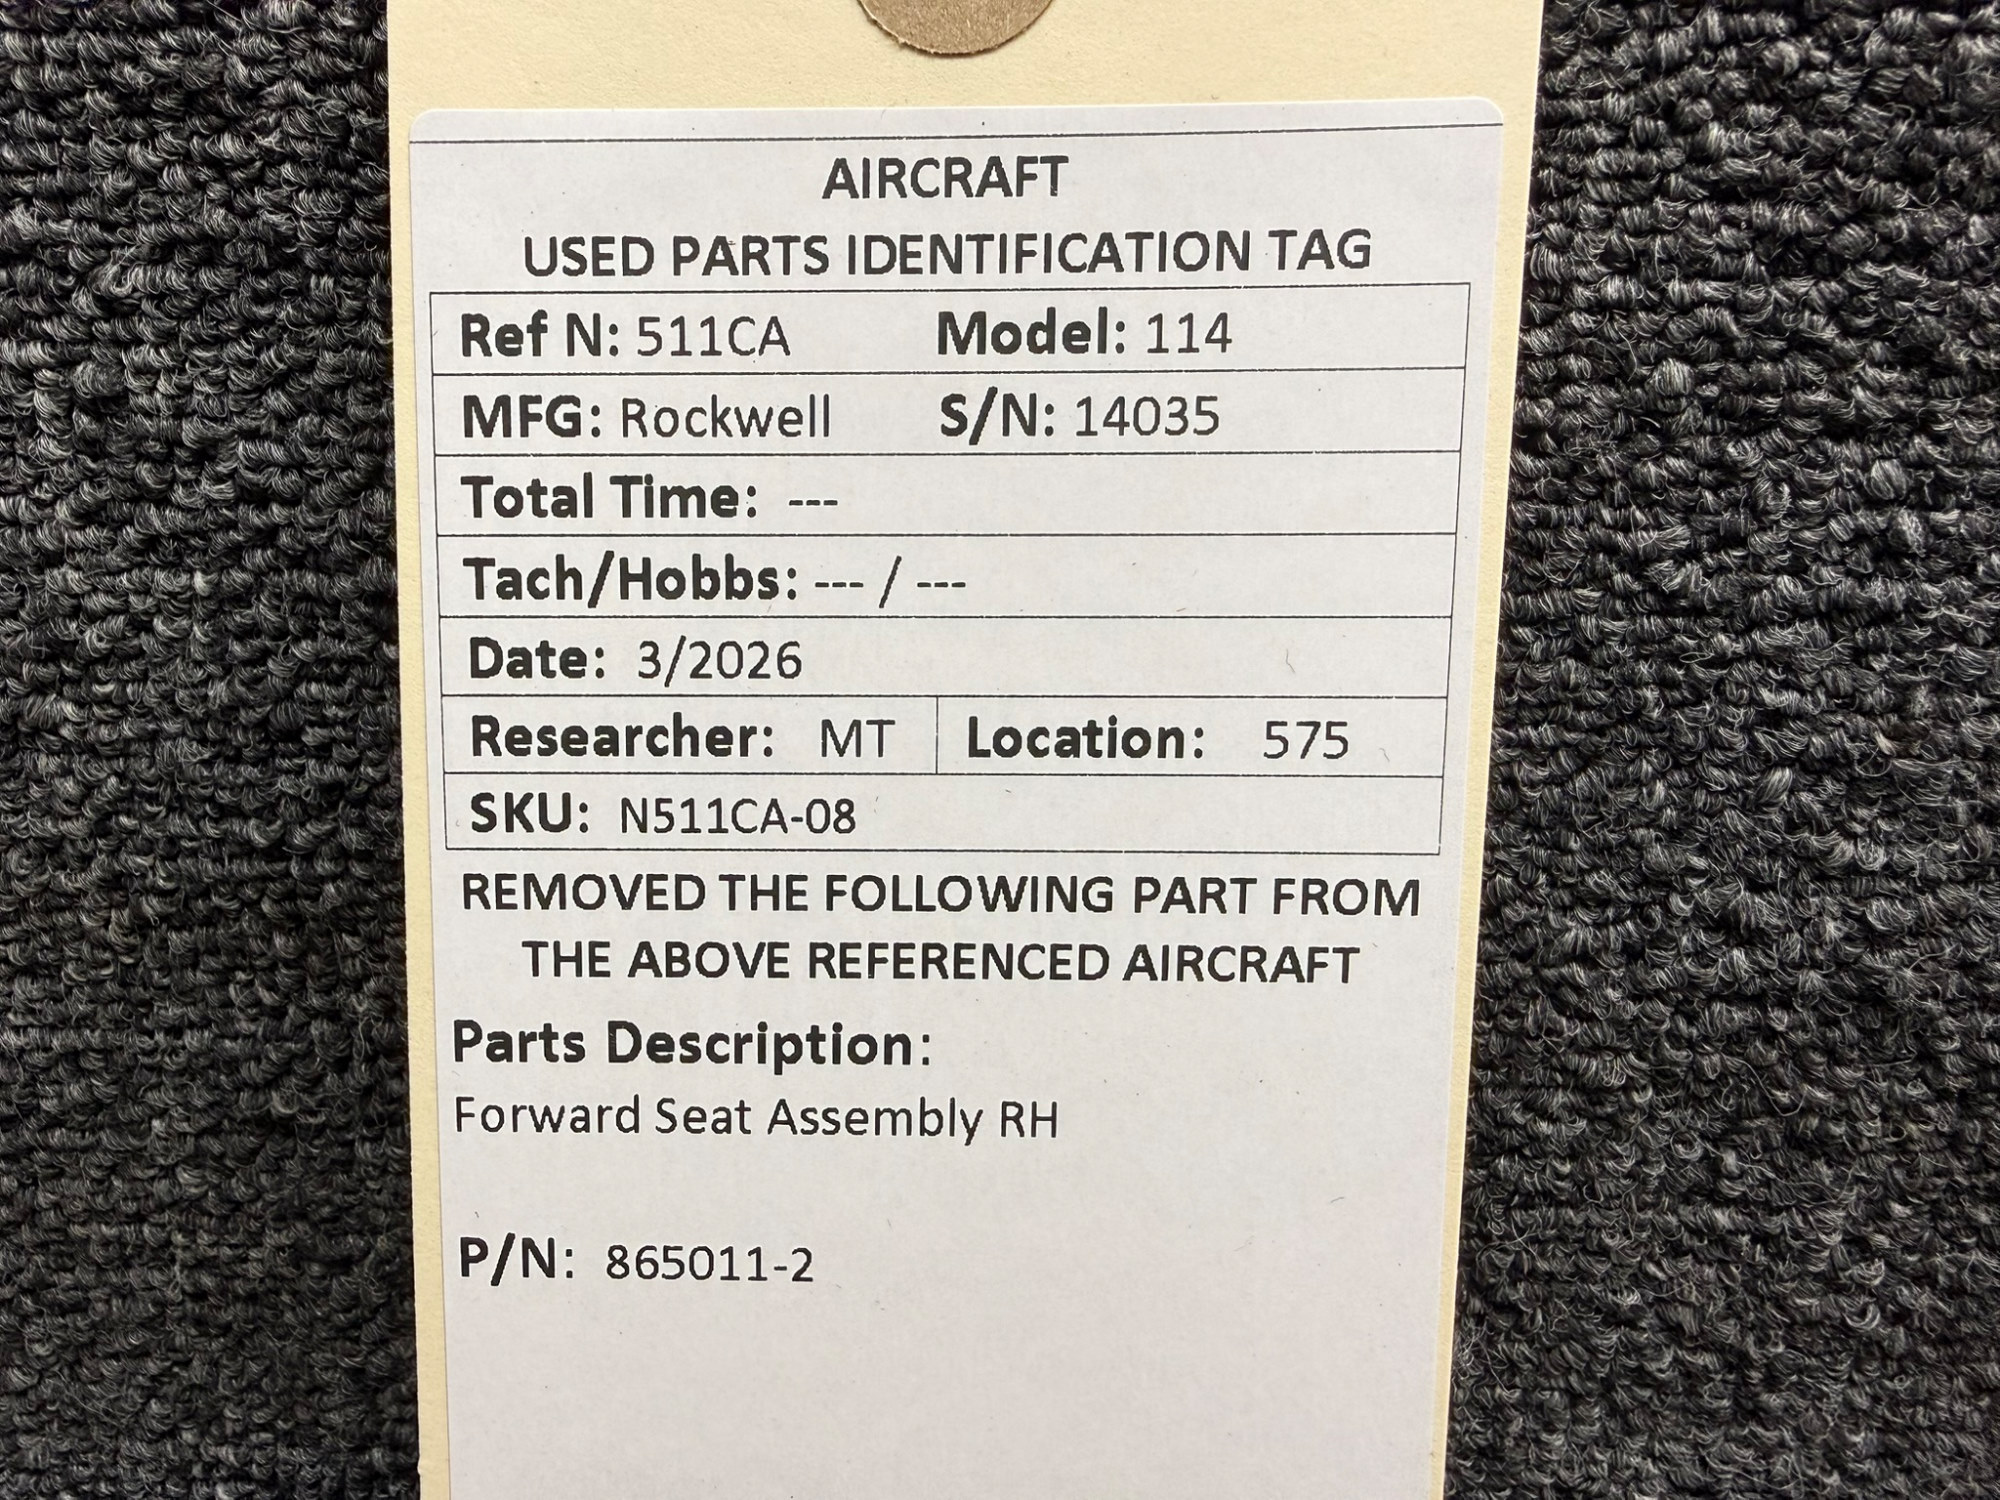 AIRCRAFT
USED PARTS IDENTIFICATION TAG
Ref N: 511CA Model: 114
MFG: Rockwell S/N: 14035
Total Time: ---
Tach/Hobbs: --- / ---
Date: 3/2026
Researcher: MT Location: 575
SKU: N511CA-08
REMOVED THE FOLLOWING PART FROM
THE ABOVE REFERENCED AIRCRAFT
Parts Description:
Forward Seat Assembly RH
P/N: 865011-2